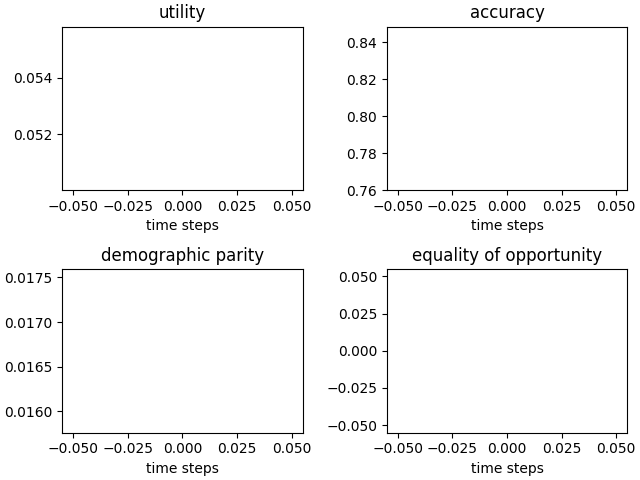 utility
0.054
0.052
−0.050 −0.025 0.000 0.025 0.050
time steps
accuracy
0.84
0.82
0.80
0.78
0.76
−0.050 −0.025 0.000 0.025 0.050
time steps
demographic parity
0.0175
0.0170
0.0165
0.0160
−0.050 −0.025 0.000 0.025 0.050
time steps
equality of opportunity
0.050
0.025
0.000
−0.025
−0.050
−0.050 −0.025 0.000 0.025 0.050
time steps